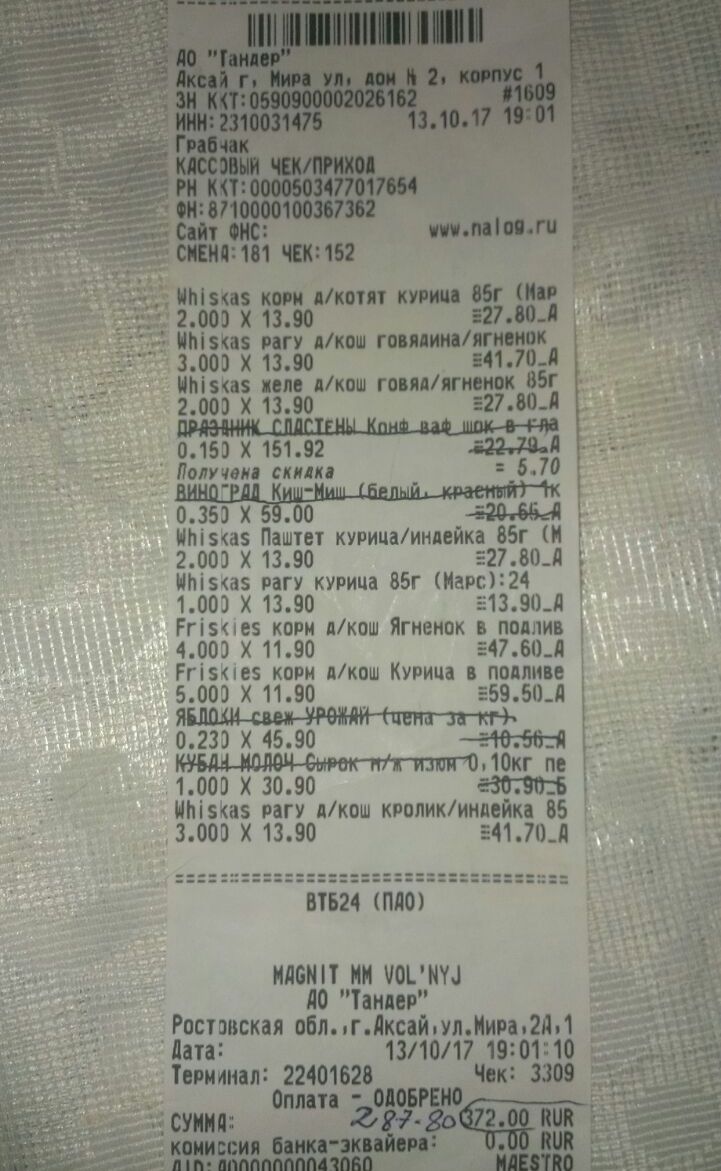 АО "Тандер"
Аксай г, Мира ул, дом № 2, корпус 1
ЗН ККТ:0590900002026162 #1609
ИНН:2310031475 13.10.17 19:01
Грабчак
КАССОВЫЙ ЧЕК/ПРИХОД
РН ККТ:0000503477017654
ФН:8710000100367362
Сайт ФНС: www.nalog.ru
СМЕНА:181 ЧЕК:152
Whiskas корм д/котят курица 85г (Мар
2.000 X 13.90 ≡27.80_А
Whiskas рагу д/кош говядина/ягненок
3.000 X 13.90 ≡41.70_А
Whiskas желе д/кош говяд/ягненок 85г
2.000 X 13.90 ≡27.80_А
ПРАЗДНИК СЛАСТЕНЫ Конф ваф шок в гла
0.150 X 151.92 ≡22.79_А
Получена скидка = 5.70
ВИНОГРАД Киш-Миш (белый, красный) 1к
0.350 X 59.00 ≡20.65_А
Whiskas Паштет курица/индейка 85г (М
2.000 X 13.90 ≡27.80_А
Whiskas рагу курица 85г (Марс):24
1.000 X 13.90 ≡13.90_А
Friskies корм д/кош Ягненок в подлив
4.000 X 11.90 ≡47.60_А
Friskies корм д/кош Курица в подливе
5.000 X 11.90 ≡59.50_А
ЯБЛОКИ свеж УРОЖАЙ (цена за кг).
0.230 X 45.90 ≡10.56_А
КУБАН МОЛОЧ Сырок м/ж изюм 0,10кг пе
1.000 X 30.90 ≡30.90_Б
Whiskas рагу д/кош кролик/индейка 85
3.000 X 13.90 ≡41.70_А
ВТБ24 (ПАО)
MAGNIT MM VOL'NYJ
АО "Тандер"
Ростовская обл.,г.Аксай,ул.Мира,2А,1
Дата: 13/10/17 19:01:10
Терминал: 22401628 Чек: 3309
Оплата - ОДОБРЕНО
СУММА: 287-80 372.00 RUR
комиссия банка-эквайера: 0.00 RUR
AID: A0000000043060 MAESTRO